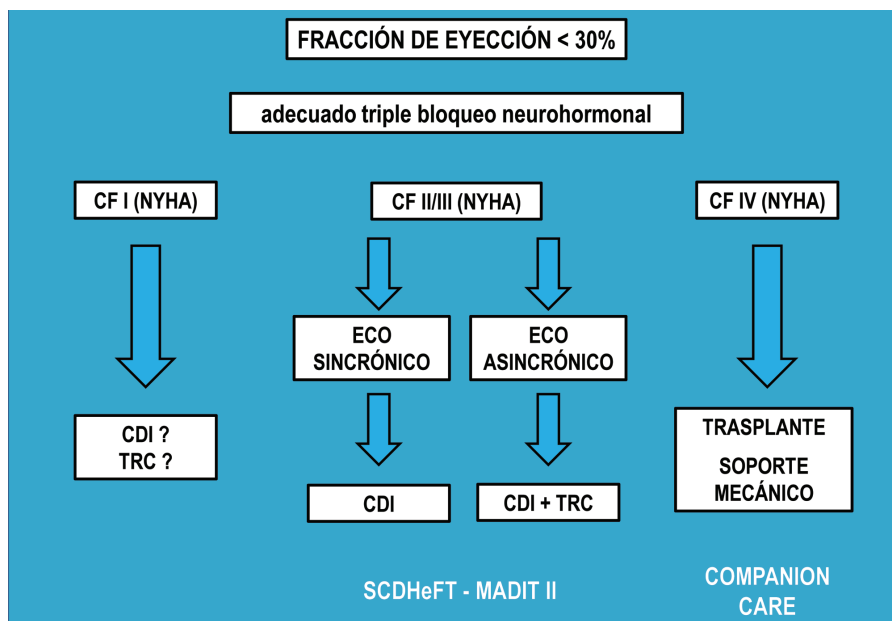 FRACCIÓN DE EYECCIÓN < 30%
adecuado triple bloqueo neurohormonal
CF I (NYHA)
CF II/III (NYHA)
CF IV (NYHA)
ECO
SINCRÓNICO
ECO
ASINCRÓNICO
CDI ?
TRC ?
TRASPLANTE
SOPORTE
MECÁNICO
CDI
CDI + TRC
SCDHeFT - MADIT II
COMPANION
CARE